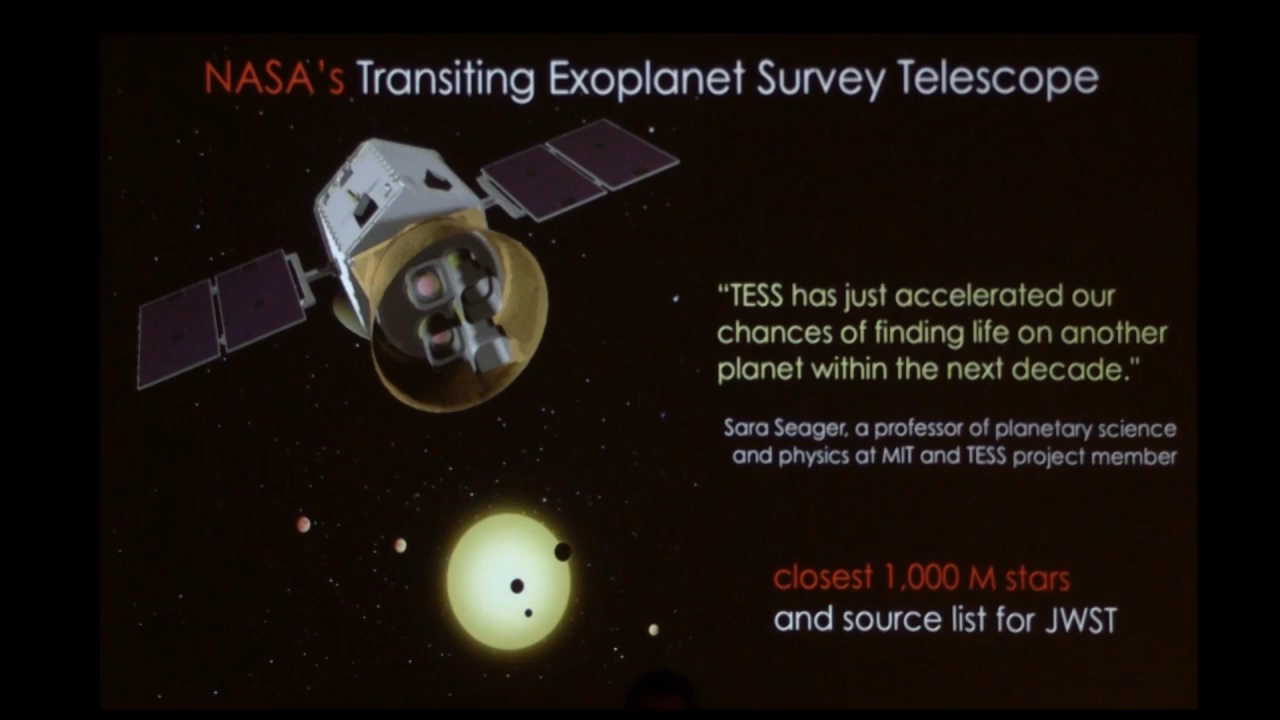 NASA's Transiting Exoplanet Survey Telescope
“TESS has just accelerated our
chances of finding life on another
planet within the next decade."
Sara Seager, a professor of planetary science
and physics at MIT and TESS project member
closest 1,000 M stars
and source list for JWST